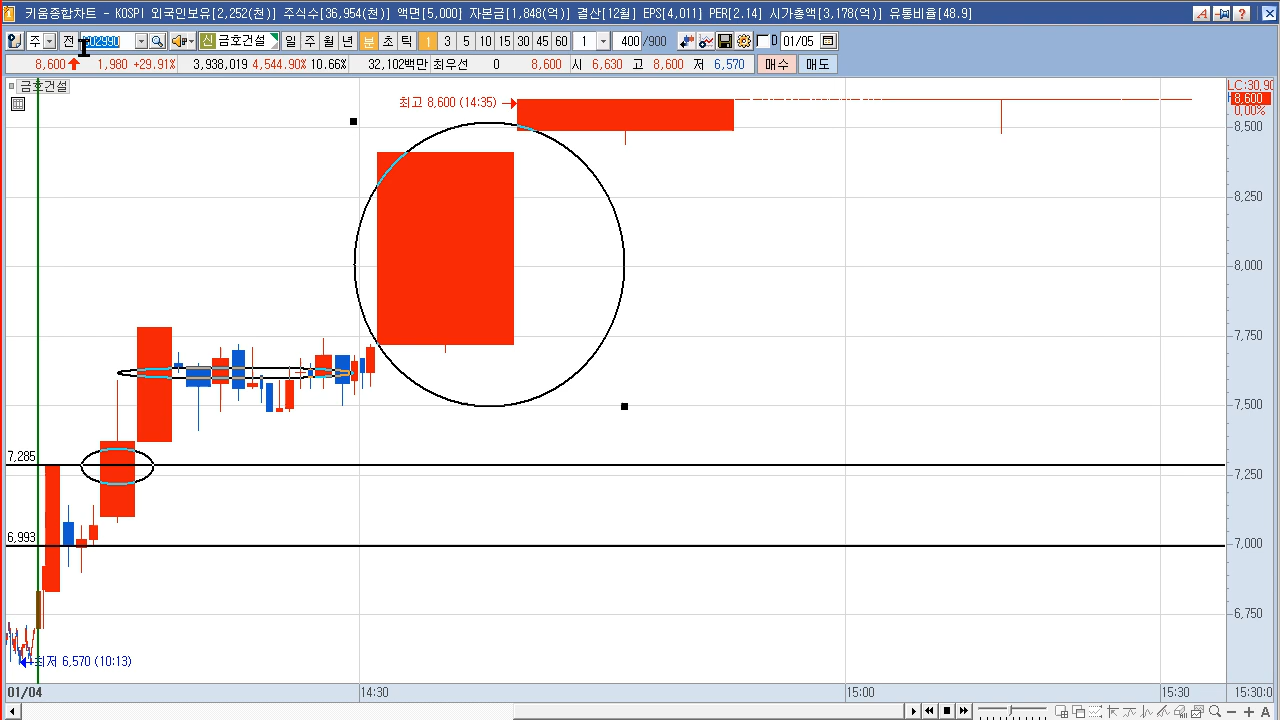 키움종합차트 - KOSPI 외국인보유[2,252(천)] 주식수[36,954(천)] 액면[5,000] 자본금[1,848(억)] 결산[12월] EPS[4,011] PER[2.14] 시가총액[3,178(억)] 유통비율[48.9]
주 전 002990 신 금호건설 일 주 월 년 분 초 틱 1 3 5 10 15 30 45 60 1 400 /900 D 01/05
8,600 1,980 +29.91% 3,938,019 4,544.90% 10.66% 32,102백만 최우선 0 8,600 시 6,630 고 8,600 저 6,570 매수 매도
금호건설
LC:30.90
최고 8,600 (14:35)
8,600
0.00%
8,500
8,250
8,000
7,750
7,500
7,285
7,250
6,993
7,000
6,750
최저 6,570 (10:13)
01/04 14:30 15:00 15:30 15:30:0